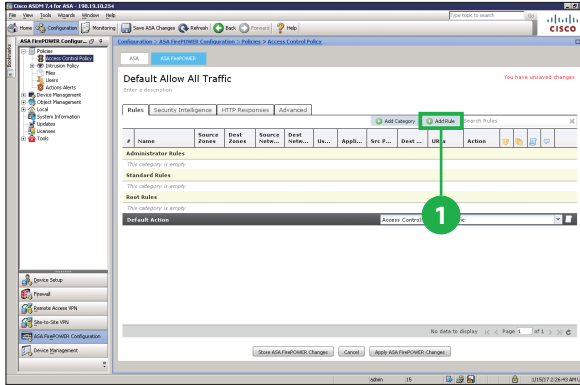 Cisco ASDM 7.4 for ASA - 198.19.10.254
File View Tools Wizards Window Help
Type topic to search
Go
Home Configuration Monitoring Save ASA Changes Refresh Back Forward Help
CISCO
Bookmarks
ASA FirePOWER Configur...
Policies
Access Control Policy
Intrusion Policy
Files
Users
Actions Alerts
Device Management
Object Management
Local
System Information
Updates
Licenses
Tools
Device Setup
Firewall
Remote Access VPN
Site-to-Site VPN
ASA FirePOWER Configuration
Device Management
Configuration > ASA FirePOWER Configuration > Policies > Access Control Policy
ASA
ASA FirePOWER
Default Allow All Traffic
You have unsaved changes
Enter a description
Rules Security Intelligence HTTP Responses Advanced
Add Category Add Rule Search Rules
# Name Source Zones Dest Zones Source Netw... Dest Netw... Us... Appli... Src P... Dest ... URLs Action
Administrator Rules
This category is empty
Standard Rules
This category is empty
Root Rules
This category is empty
Default Action
Access Control:
1
No data to display
Page 1 of 1
Store ASA FirePOWER Changes Cancel Apply ASA FirePOWER Changes
admin 15 1/15/17 2:26:43 AM